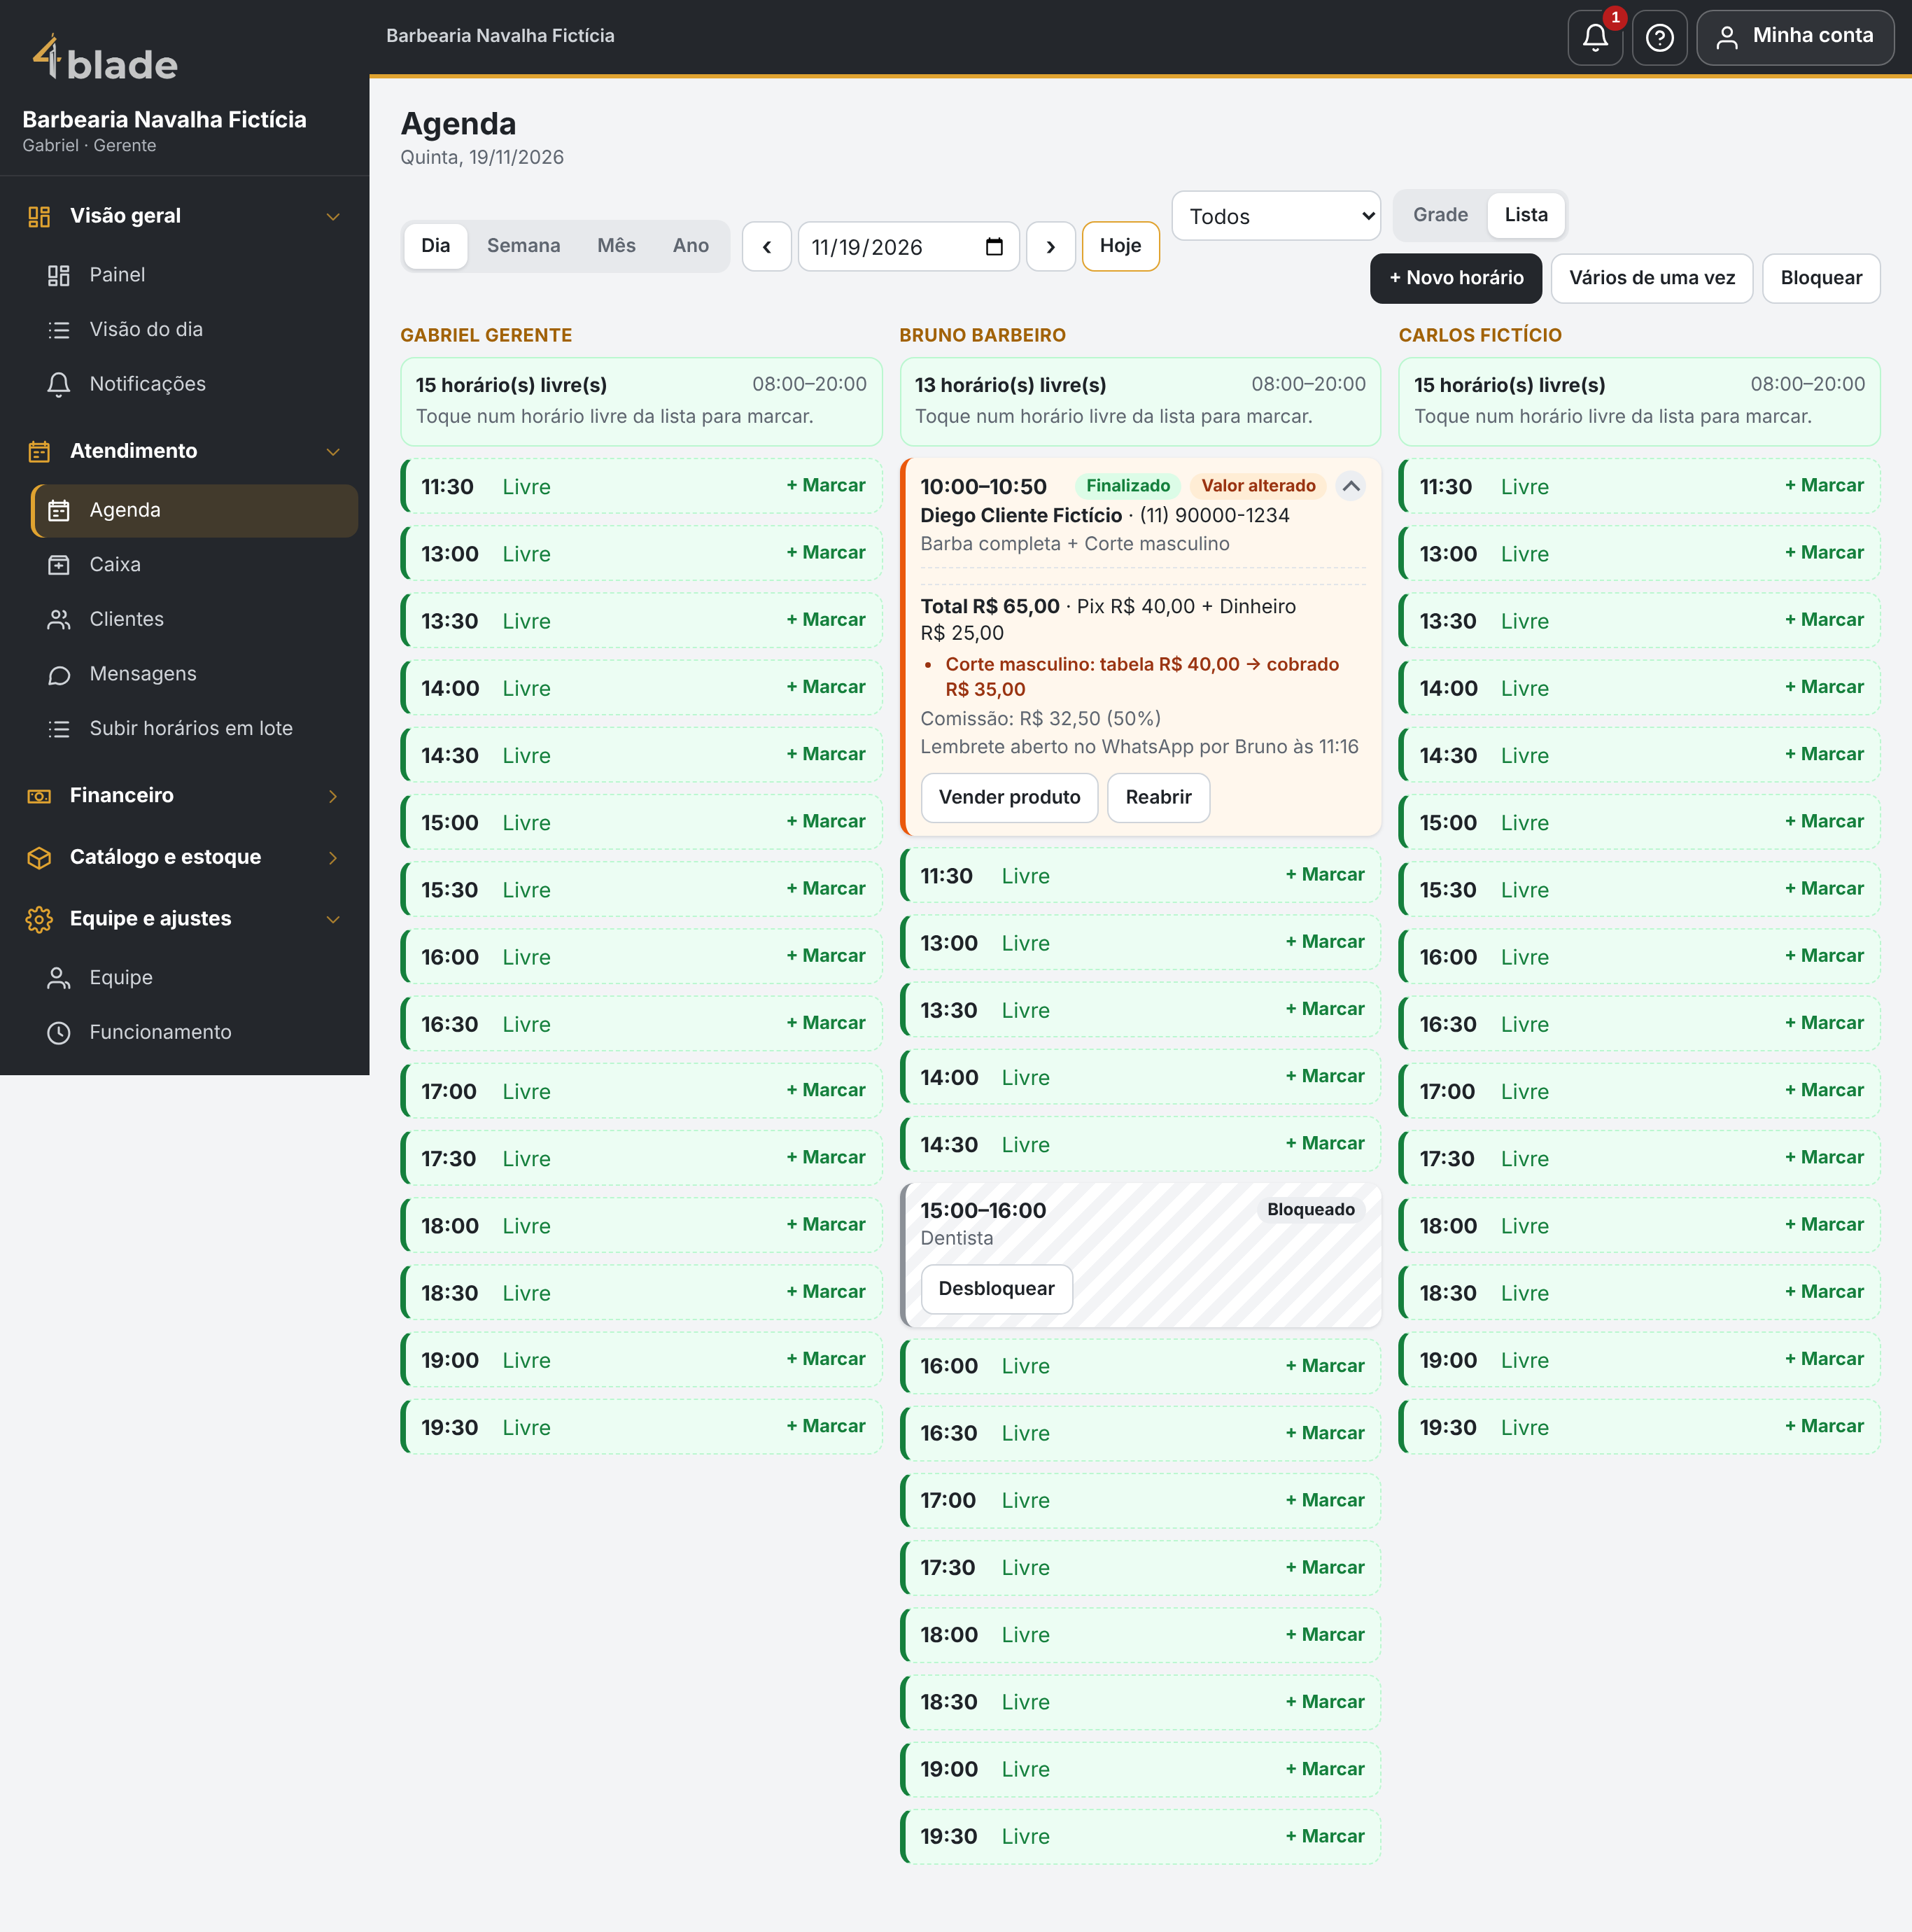 4blade
Barbearia Navalha Fictícia
Gabriel · Gerente
Visão geral
Painel
Visão do dia
Notificações
Atendimento
Agenda
Caixa
Clientes
Mensagens
Subir horários em lote
Financeiro
Catálogo e estoque
Equipe e ajustes
Equipe
Funcionamento
Barbearia Navalha Fictícia
1
Minha conta
Agenda
Quinta, 19/11/2026
Dia Semana Mês Ano
‹ 11/19/2026 › Hoje
Todos
Grade Lista
+ Novo horário Vários de uma vez Bloquear
GABRIEL GERENTE
15 horário(s) livre(s) 08:00–20:00
Toque num horário livre da lista para marcar.
11:30 Livre + Marcar
13:00 Livre + Marcar
13:30 Livre + Marcar
14:00 Livre + Marcar
14:30 Livre + Marcar
15:00 Livre + Marcar
15:30 Livre + Marcar
16:00 Livre + Marcar
16:30 Livre + Marcar
17:00 Livre + Marcar
17:30 Livre + Marcar
18:00 Livre + Marcar
18:30 Livre + Marcar
19:00 Livre + Marcar
19:30 Livre + Marcar
BRUNO BARBEIRO
13 horário(s) livre(s) 08:00–20:00
Toque num horário livre da lista para marcar.
10:00–10:50 Finalizado Valor alterado
Diego Cliente Fictício · (11) 90000-1234
Barba completa + Corte masculino
Total R$ 65,00 · Pix R$ 40,00 + Dinheiro
R$ 25,00
• Corte masculino: tabela R$ 40,00 → cobrado
R$ 35,00
Comissão: R$ 32,50 (50%)
Lembrete aberto no WhatsApp por Bruno às 11:16
Vender produto Reabrir
11:30 Livre + Marcar
13:00 Livre + Marcar
13:30 Livre + Marcar
14:00 Livre + Marcar
14:30 Livre + Marcar
15:00–16:00 Bloqueado
Dentista
Desbloquear
16:00 Livre + Marcar
16:30 Livre + Marcar
17:00 Livre + Marcar
17:30 Livre + Marcar
18:00 Livre + Marcar
18:30 Livre + Marcar
19:00 Livre + Marcar
19:30 Livre + Marcar
CARLOS FICTÍCIO
15 horário(s) livre(s) 08:00–20:00
Toque num horário livre da lista para marcar.
11:30 Livre + Marcar
13:00 Livre + Marcar
13:30 Livre + Marcar
14:00 Livre + Marcar
14:30 Livre + Marcar
15:00 Livre + Marcar
15:30 Livre + Marcar
16:00 Livre + Marcar
16:30 Livre + Marcar
17:00 Livre + Marcar
17:30 Livre + Marcar
18:00 Livre + Marcar
18:30 Livre + Marcar
19:00 Livre + Marcar
19:30 Livre + Marcar